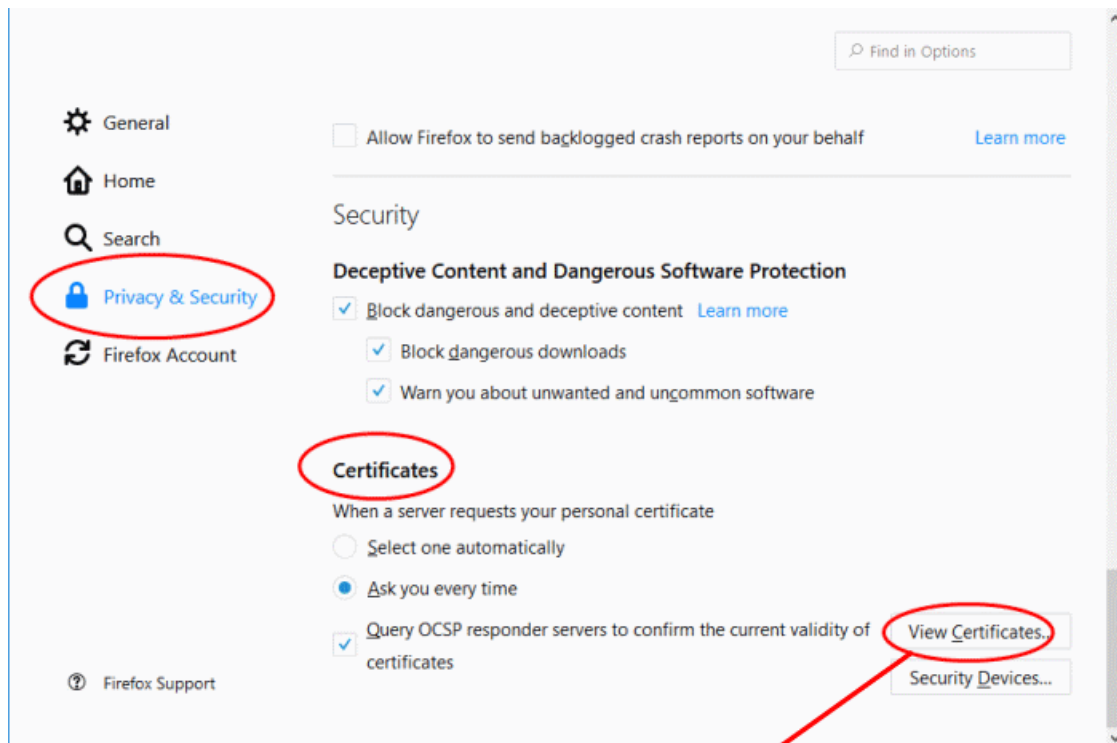 Find in Options
General
Home
Search
Privacy & Security
Firefox Account
Firefox Support
Allow Firefox to send backlogged crash reports on your behalf Learn more
Security
Deceptive Content and Dangerous Software Protection
Block dangerous and deceptive content Learn more
Block dangerous downloads
Warn you about unwanted and uncommon software
Certificates
When a server requests your personal certificate
Select one automatically
Ask you every time
Query OCSP responder servers to confirm the current validity of
certificates
View Certificates...
Security Devices...